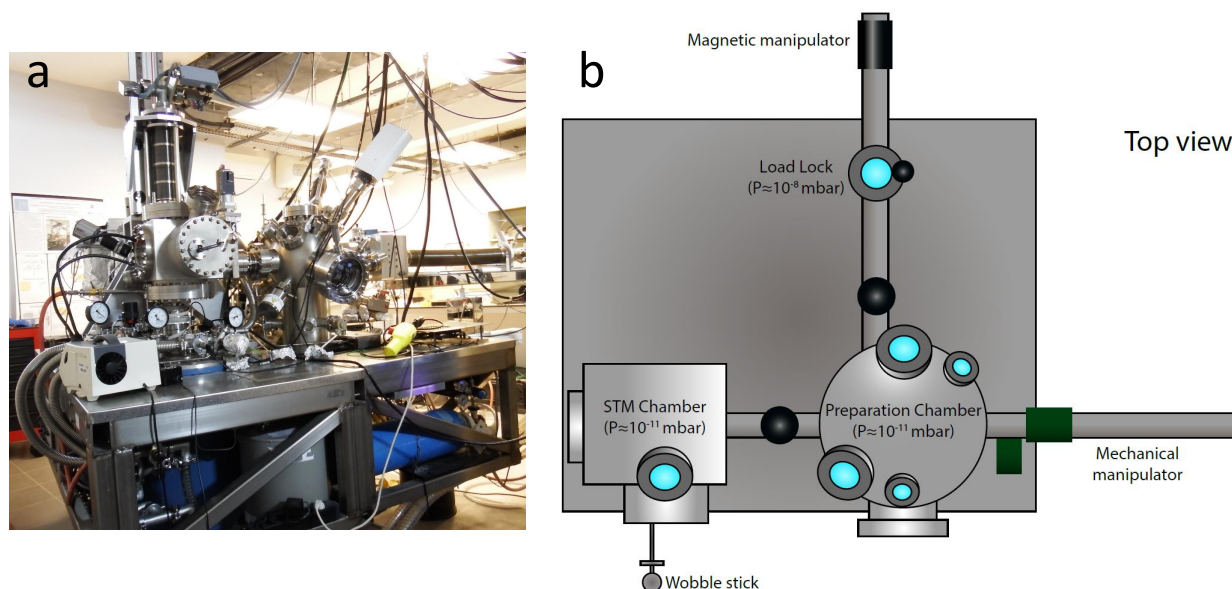 a
b
Magnetic manipulator
Top view
Load Lock
(P≈10⁻⁸ mbar)
STM Chamber
(P≈10⁻¹¹ mbar)
Preparation Chamber
(P≈10⁻¹¹ mbar)
Mechanical
manipulator
Wobble stick